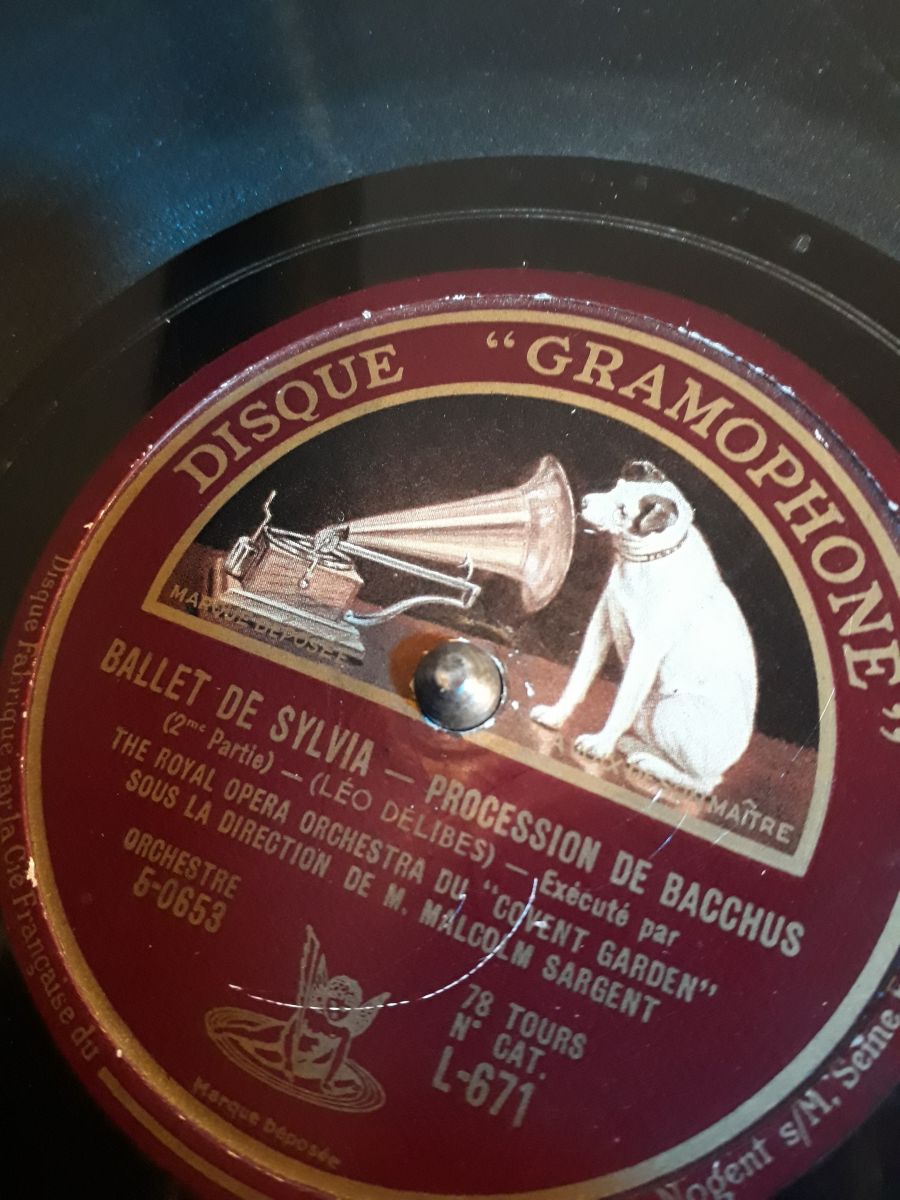 DISQUE "GRAMOPHONE"
MARQUE DÉPOSÉE
MAÎTRE
BALLET DE SYLVIA — PROCESSION DE BACCHUS
(2me Partie) — (LÉO DELIBES) — Exécuté par
THE ROYAL OPERA ORCHESTRA DU "COVENT GARDEN"
SOUS LA DIRECTION DE M. MALCOLM SARGENT
ORCHESTRE
5-0653
78 TOURS
N° CAT.
L-671
Marque Déposée
Disque Fabriqué par la Cie Française du
Nogent s/M, Seine